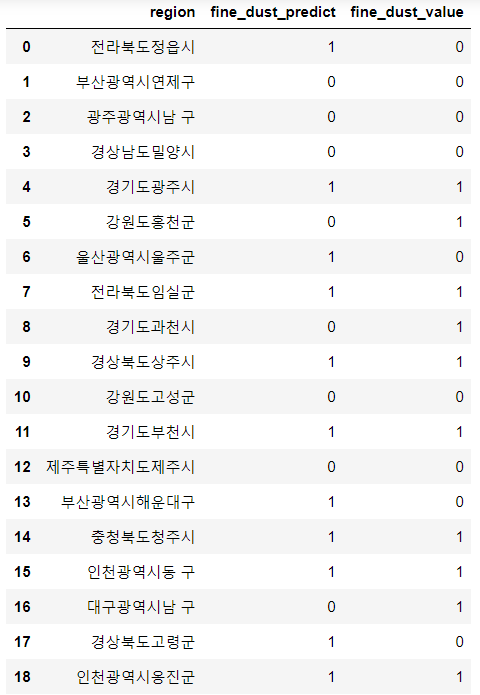 region fine_dust_predict fine_dust_value
0 전라북도정읍시 1 0
1 부산광역시연제구 0 0
2 광주광역시남 구 0 0
3 경상남도밀양시 0 0
4 경기도광주시 1 1
5 강원도홍천군 0 1
6 울산광역시울주군 1 0
7 전라북도임실군 1 1
8 경기도과천시 0 1
9 경상북도상주시 1 1
10 강원도고성군 0 0
11 경기도부천시 1 1
12 제주특별자치도제주시 0 0
13 부산광역시해운대구 1 0
14 충청북도청주시 1 1
15 인천광역시동 구 1 1
16 대구광역시남 구 0 1
17 경상북도고령군 1 0
18 인천광역시옹진군 1 1